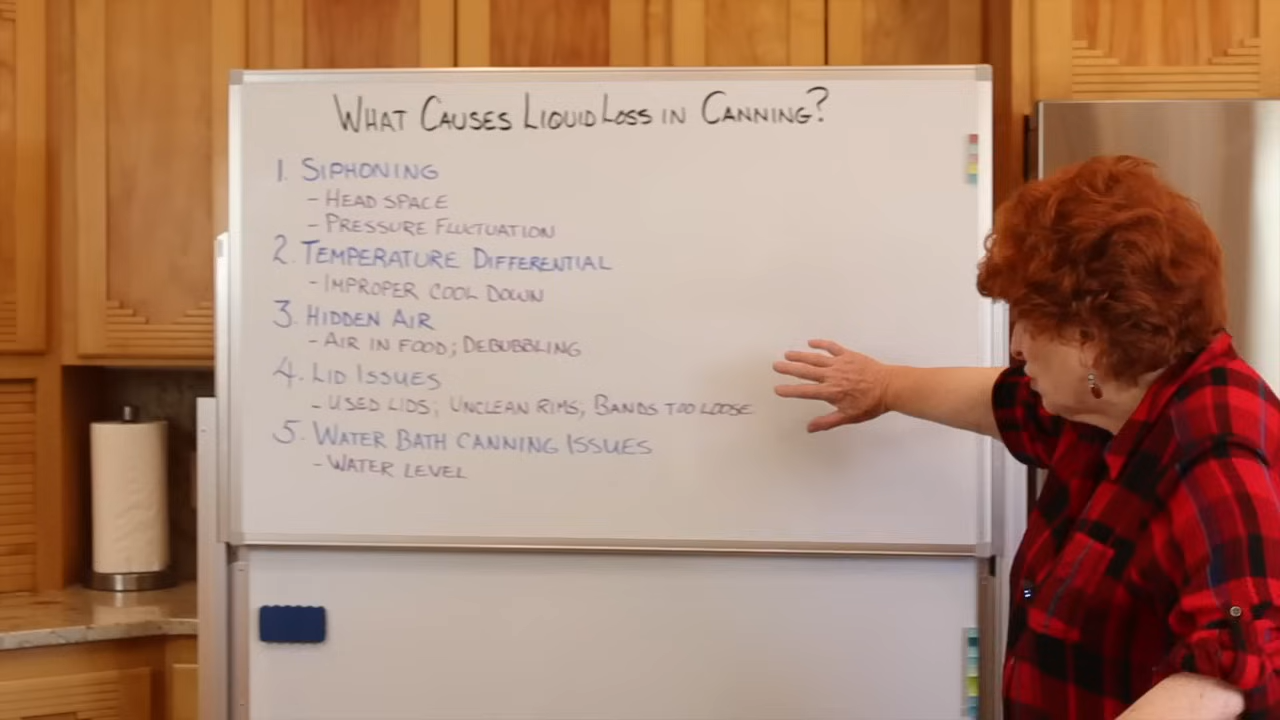 WHAT CAUSES LIQUID LOSS IN CANNING?
1. SIPHONING
- HEAD SPACE
- PRESSURE FLUCTUATION
2. TEMPERATURE DIFFERENTIAL
- IMPROPER COOL DOWN
3. HIDDEN AIR
- AIR IN FOOD; DEBUBBLING
4. LID ISSUES
- USED LIDS; UNCLEAN RIMS; BANDS TOO LOOSE
5. WATER BATH CANNING ISSUES
- WATER LEVEL